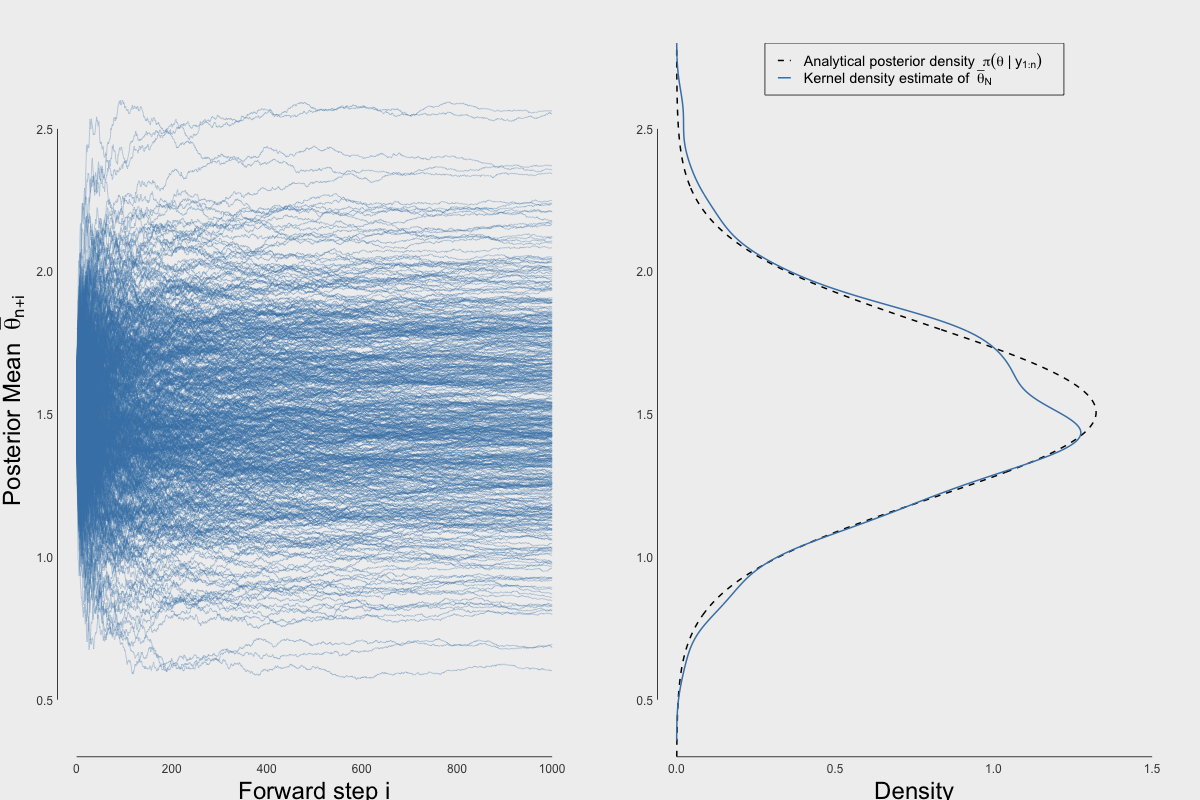 Posterior Mean θ̄n+i
2.5
2.0
1.5
1.0
0.5
0 200 400 600 800 1000
Forward step i
Analytical posterior density π(θ | y1:n)
Kernel density estimate of θ̄N
2.5
2.0
1.5
1.0
0.5
0.0 0.5 1.0 1.5
Density